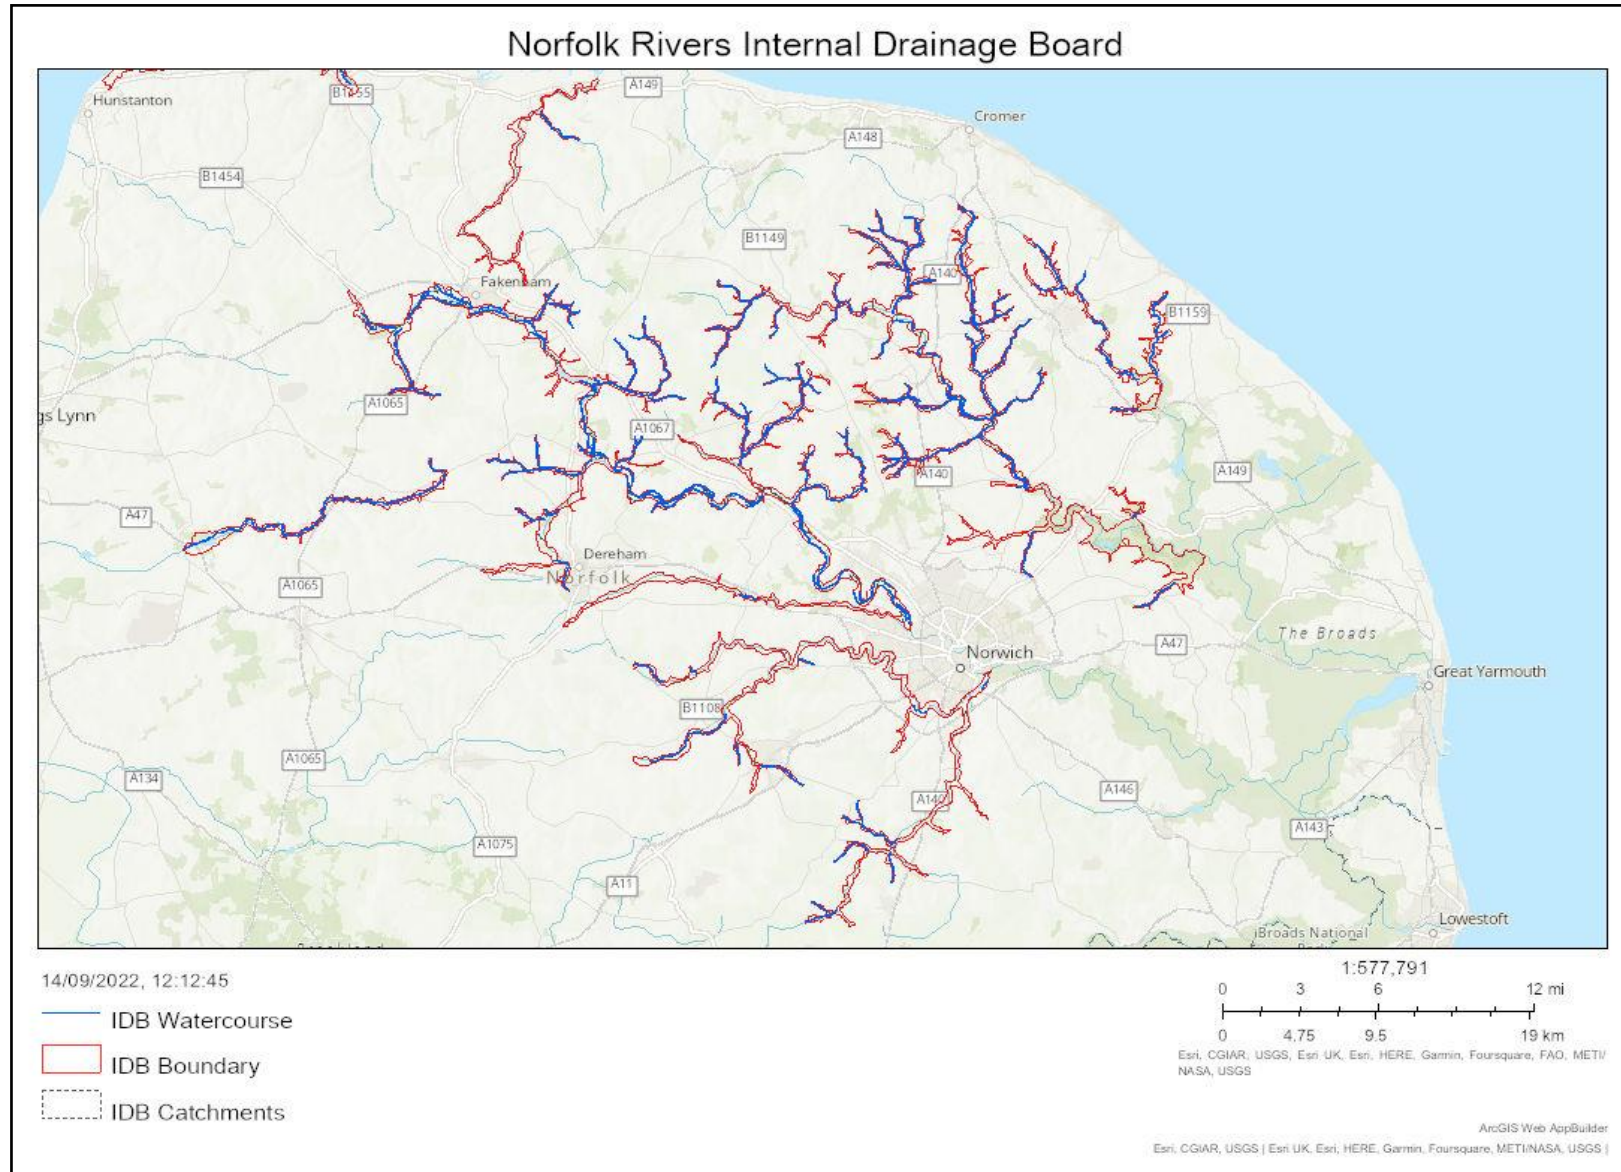 Norfolk Rivers Internal Drainage Board
Hunstanton
A149
Cromer
A148
B1454
B1149
A140
Fakenham
B1159
A1065
gs Lynn
A1067
A140
A149
A47
Dereham
Norfolk
A1065
The Broads
A47
Norwich
Great Yarmouth
B1108
A1065
A134
A146
A140
A143
A1075
A11
Lowestoft
Broads National
14/09/2022, 12:12:45
1:577,791
0 3 6 12 mi
0 4.75 9.5 19 km
IDB Watercourse
IDB Boundary
IDB Catchments
Esri, CGIAR, USGS, Esri UK, Esri, HERE, Garmin, Foursquare, FAO, METI/
NASA, USGS
ArcGIS Web AppBuilder
Esri, CGIAR, USGS | Esri UK, Esri, HERE, Garmin, Foursquare, METI/NASA, USGS |